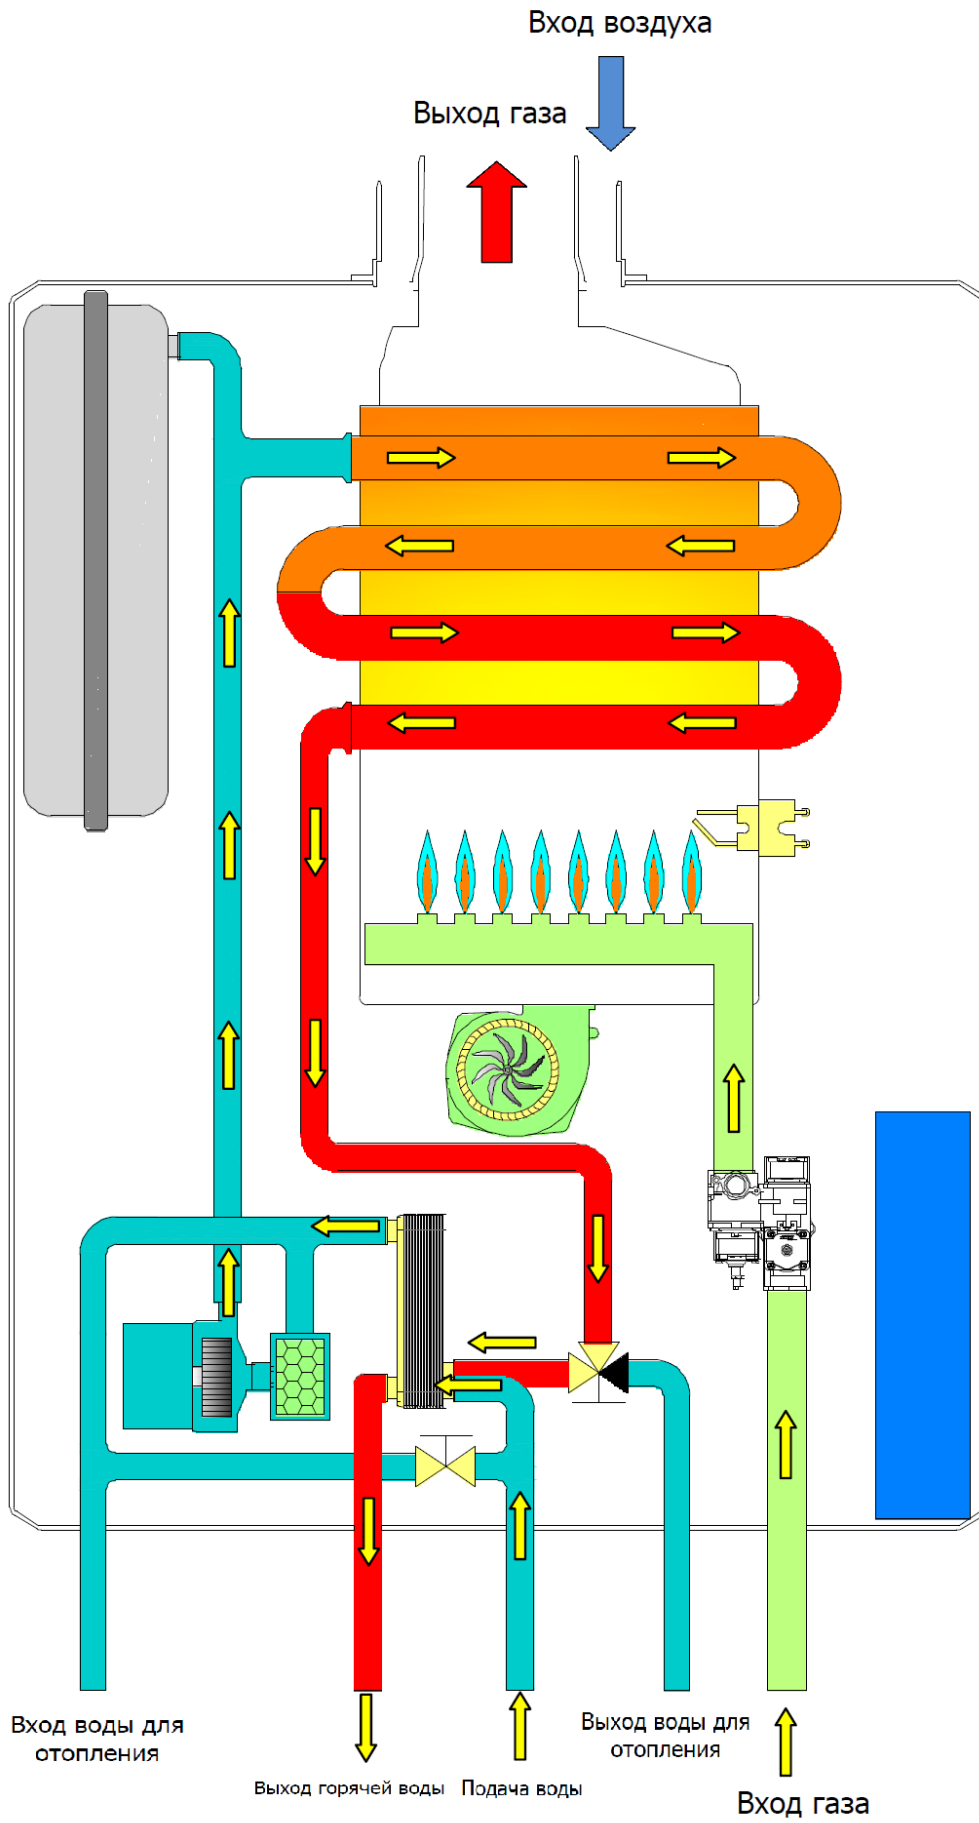 Вход воздуха
Выход газа
Вход воды для
отопления
Выход горячей воды
Подача воды
Выход воды для
отопления
Вход газа